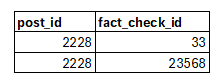 post_id fact_check_id
2228 33
2228 23568